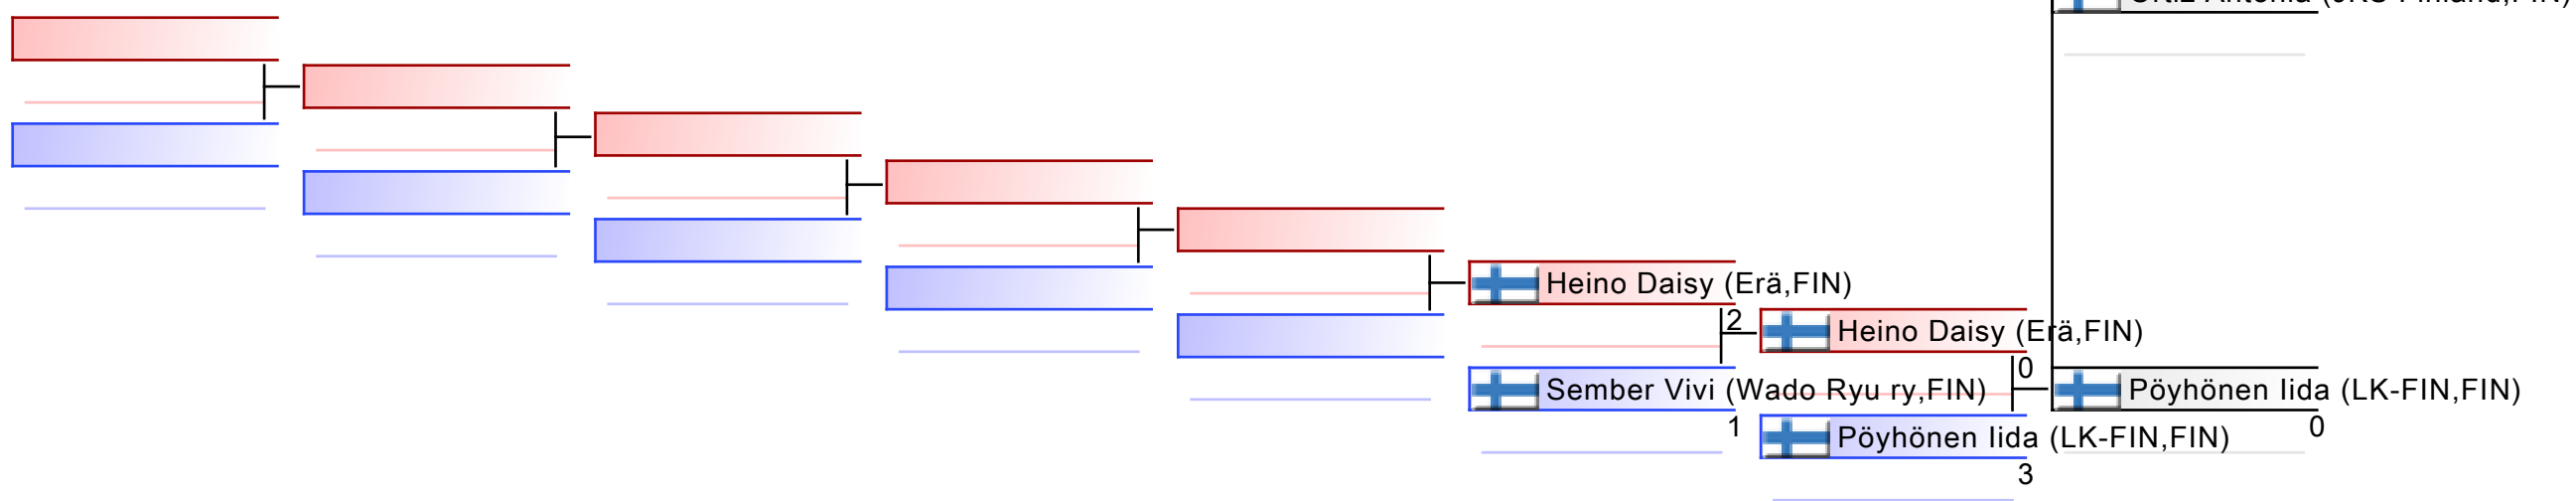 Heino Daisy (Erä,FIN)
2
Heino Daisy (Erä,FIN)
0
Sember Vivi (Wado Ryu ry,FIN)
Pöyhönen Iida (LK-FIN,FIN)
1
Pöyhönen Iida (LK-FIN,FIN)
0
3